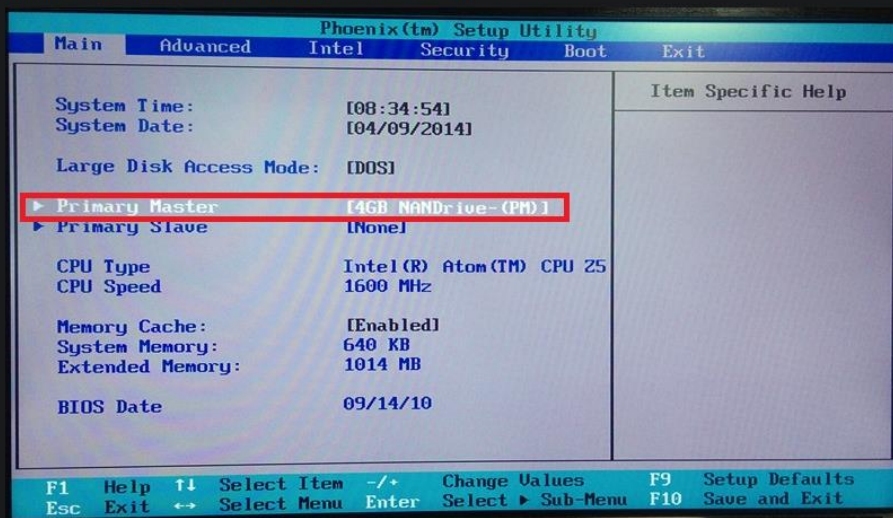 Phoenix(tm) Setup Utility
Main Advanced Intel Security Boot Exit
Item Specific Help
System Time: [08:34:54]
System Date: [04/09/2014]
Large Disk Access Mode: [DOS]
▶ Primary Master [4GB NANDrive-(PM)]
▶ Primary Slave [None]
CPU Type Intel(R) Atom(TM) CPU Z5
CPU Speed 1600 MHz
Memory Cache: [Enabled]
System Memory: 640 KB
Extended Memory: 1014 MB
BIOS Date 09/14/10
F1 Help ↑↓ Select Item -/+ Change Values F9 Setup Defaults
Esc Exit ↔ Select Menu Enter Select ▶ Sub-Menu F10 Save and Exit